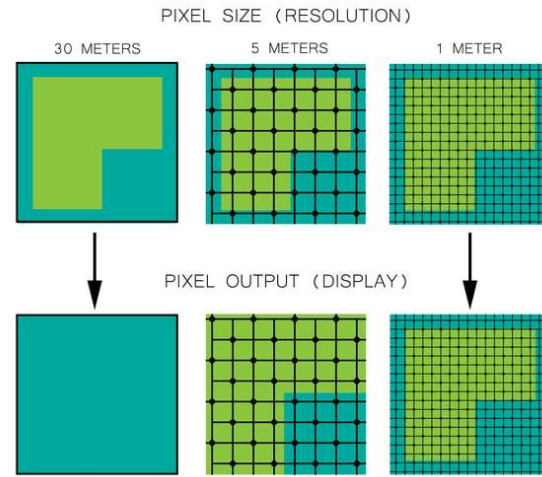 PIXEL SIZE (RESOLUTION)
30 METERS 5 METERS 1 METER
PIXEL OUTPUT (DISPLAY)